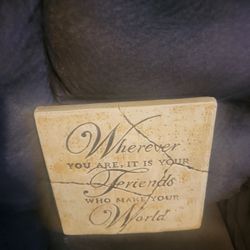 Wherever
YOU ARE, IT IS YOUR
Friends
WHO MAKE YOUR
World